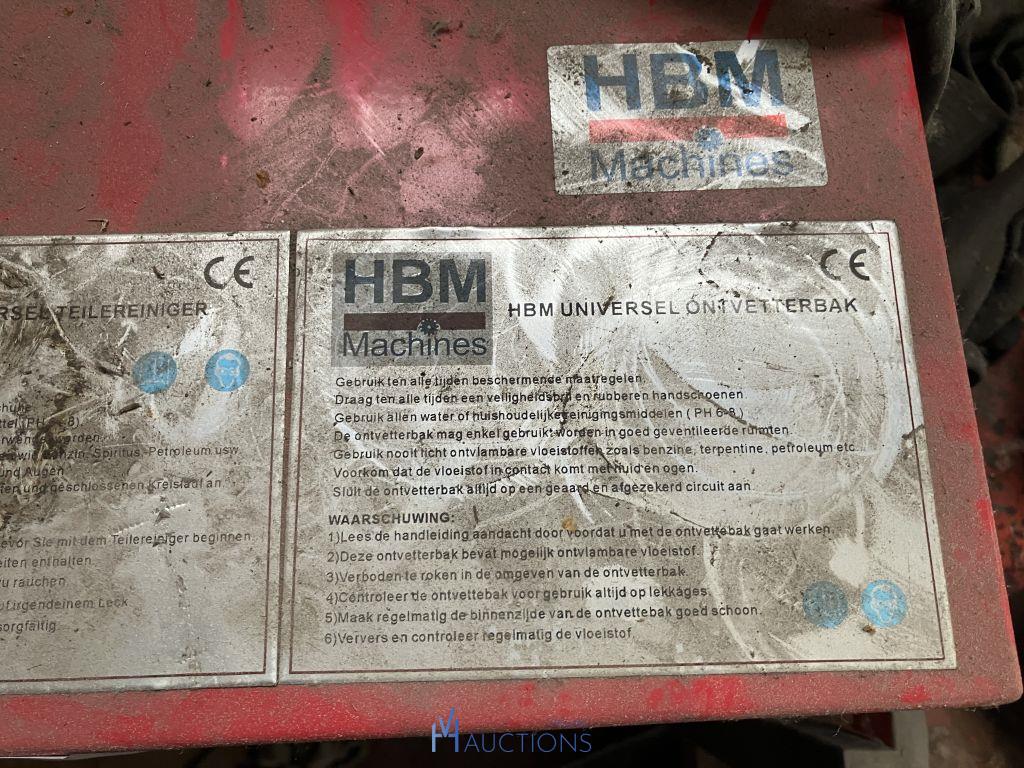 HBM
Machines
CE
TEILEREINIGER
Petroleum usw
und Augen
und geschlossenen Kreislauf an.
Sie mit dem Teilereiniger beginnen.
enthalten.
zu rauchen.
irgendeinem Leck.
sorgfältig.
HBM
Machines
CE
HBM UNIVERSEL ONTVETTERBAK
Gebruik ten alle tijden beschermende maatregelen.
Draag ten alle tijden een veiligheidsbril en rubberen handschoenen.
Gebruik allen water of huishoudelijke reinigingsmiddelen ( PH 6-8 )
De ontvetterbak mag enkel gebruikt worden in goed geventileerde ruimten.
Gebruik nooit licht ontvlambare vloeistoffen zoals benzine, terpentine, petroleum etc.
Voorkom dat de vloeistof in contact komt met huid en ogen.
Sluit de ontvetterbak altijd op een geaard en afgezekerd circuit aan.
WAARSCHUWING:
1)Lees de handleiding aandacht door voordat u met de ontvettebak gaat werken.
2)Deze ontvetterbak bevat mogelijk ontvlambare vloeistof.
3)Verboden te roken in de omgeven van de ontvetterbak.
4)Controleer de ontvettebak voor gebruik altijd op lekkages.
5)Maak regelmatig de binnenzijde van de ontvettebak goed schoon.
6)Ververs en controleer regelmatig de vloeistof.
AUCTIONS